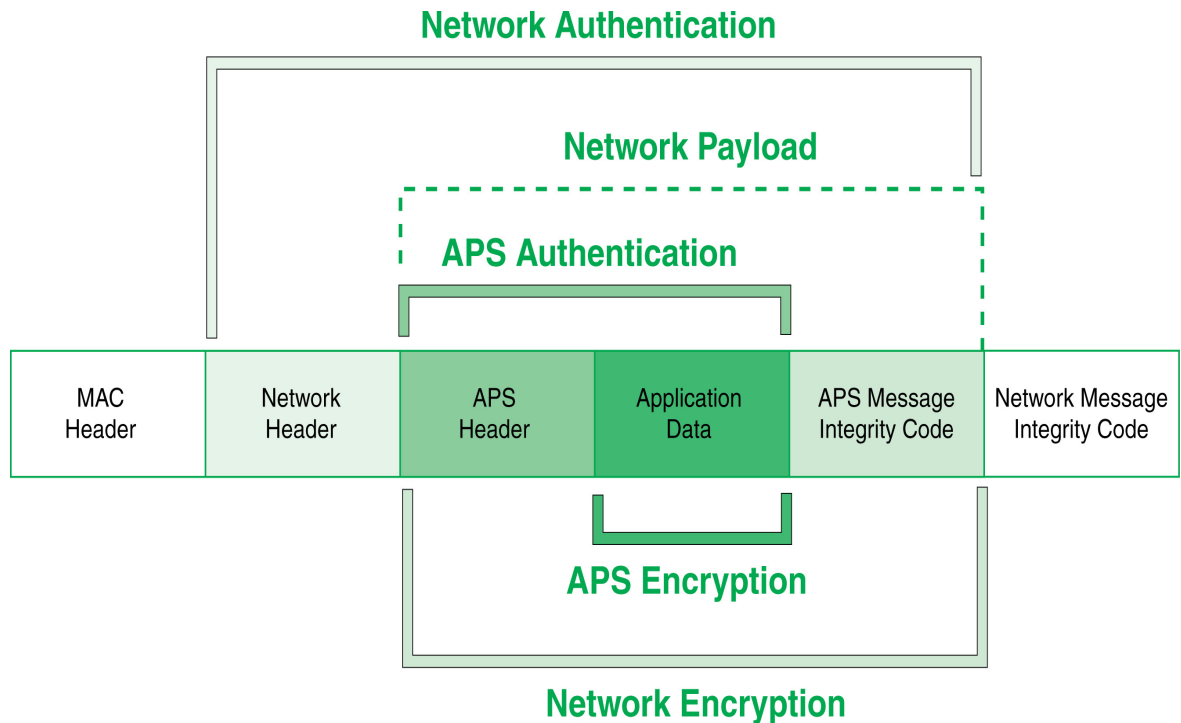 Network Authentication
Network Payload
APS Authentication
MAC
Header
Network
Header
APS
Header
Application
Data
APS Message
Integrity Code
Network Message
Integrity Code
APS Encryption
Network Encryption